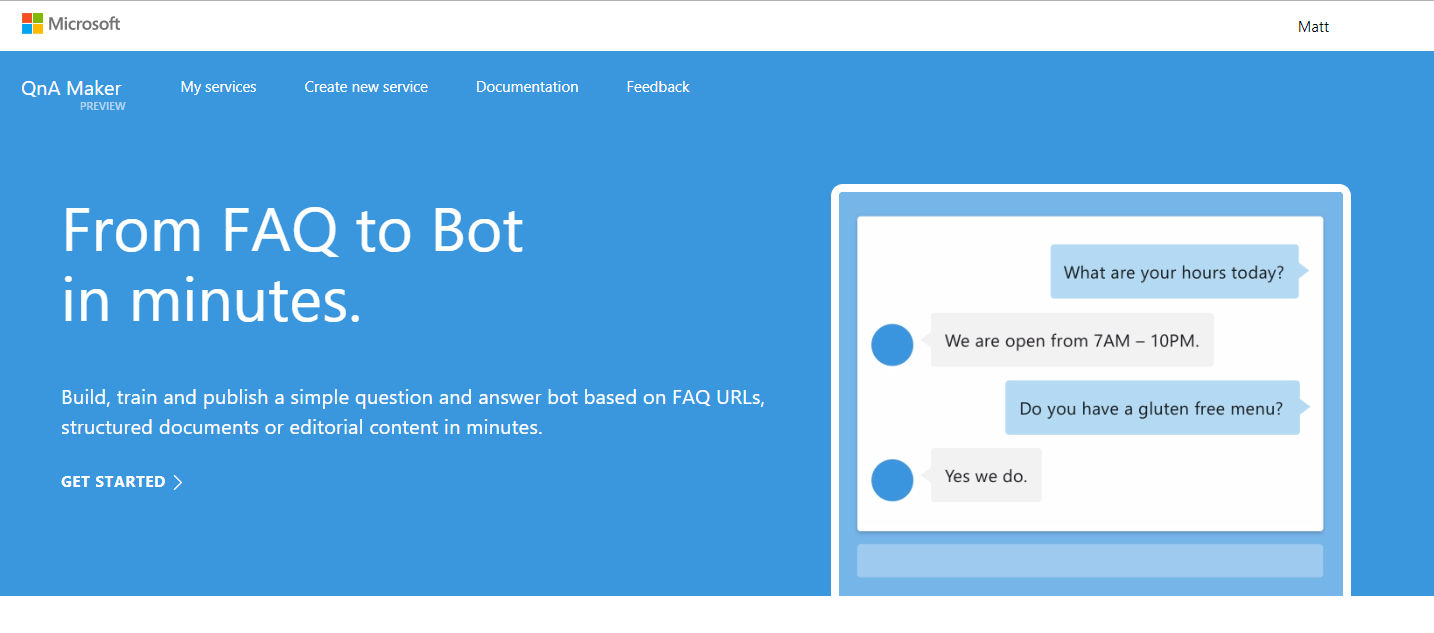 Microsoft
Matt
QnA Maker
PREVIEW
My services
Create new service
Documentation
Feedback
From FAQ to Bot
in minutes.
Build, train and publish a simple question and answer bot based on FAQ URLs,
structured documents or editorial content in minutes.
GET STARTED
What are your hours today?
We are open from 7AM – 10PM.
Do you have a gluten free menu?
Yes we do.